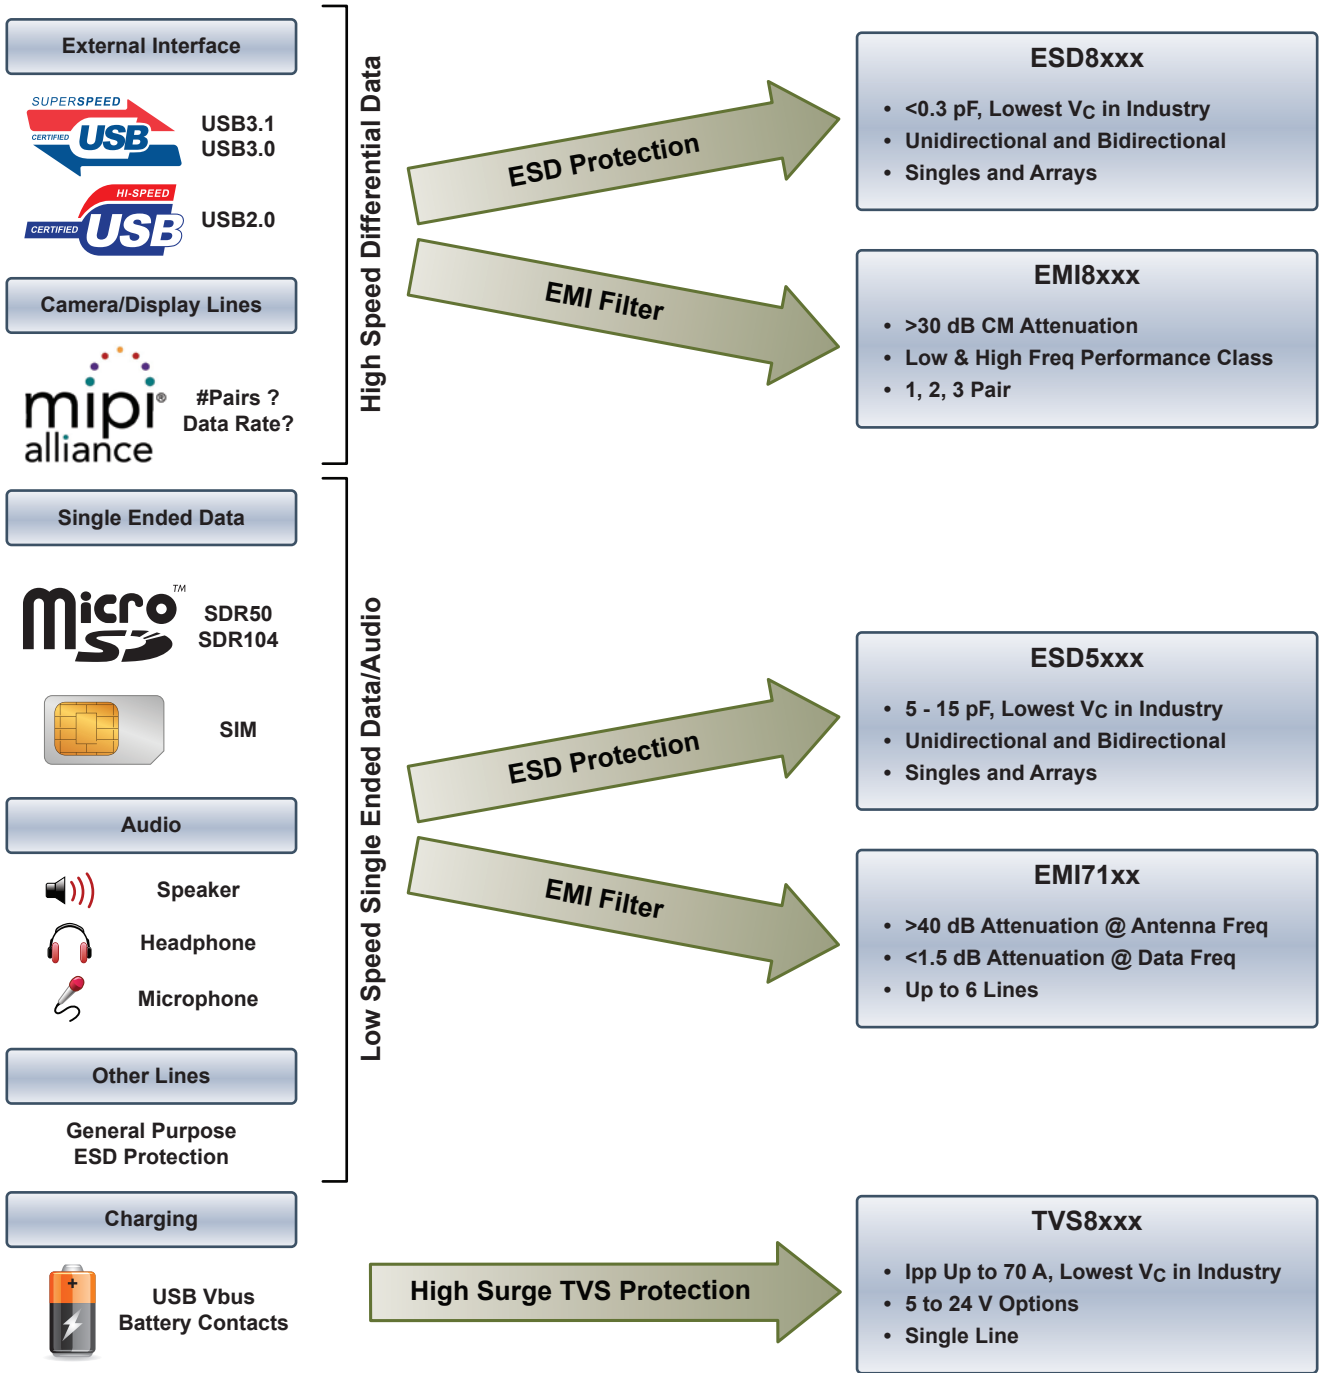 External Interface
SUPERSPEED
CERTIFIED USB
USB3.1
USB3.0
HI-SPEED
CERTIFIED USB
USB2.0
Camera/Display Lines
mipi®
alliance
#Pairs ?
Data Rate?
High Speed Differential Data
ESD Protection
EMI Filter
ESD8xxx
• <0.3 pF, Lowest VC in Industry
• Unidirectional and Bidirectional
• Singles and Arrays
EMI8xxx
• >30 dB CM Attenuation
• Low & High Freq Performance Class
• 1, 2, 3 Pair
Single Ended Data
Micro™
SD
SDR50
SDR104
SIM
Audio
Speaker
Headphone
Microphone
Other Lines
General Purpose
ESD Protection
Low Speed Single Ended Data/Audio
ESD Protection
EMI Filter
ESD5xxx
• 5 - 15 pF, Lowest VC in Industry
• Unidirectional and Bidirectional
• Singles and Arrays
EMI71xx
• >40 dB Attenuation @ Antenna Freq
• <1.5 dB Attenuation @ Data Freq
• Up to 6 Lines
Charging
+
USB Vbus
Battery Contacts
High Surge TVS Protection
TVS8xxx
• Ipp Up to 70 A, Lowest VC in Industry
• 5 to 24 V Options
• Single Line